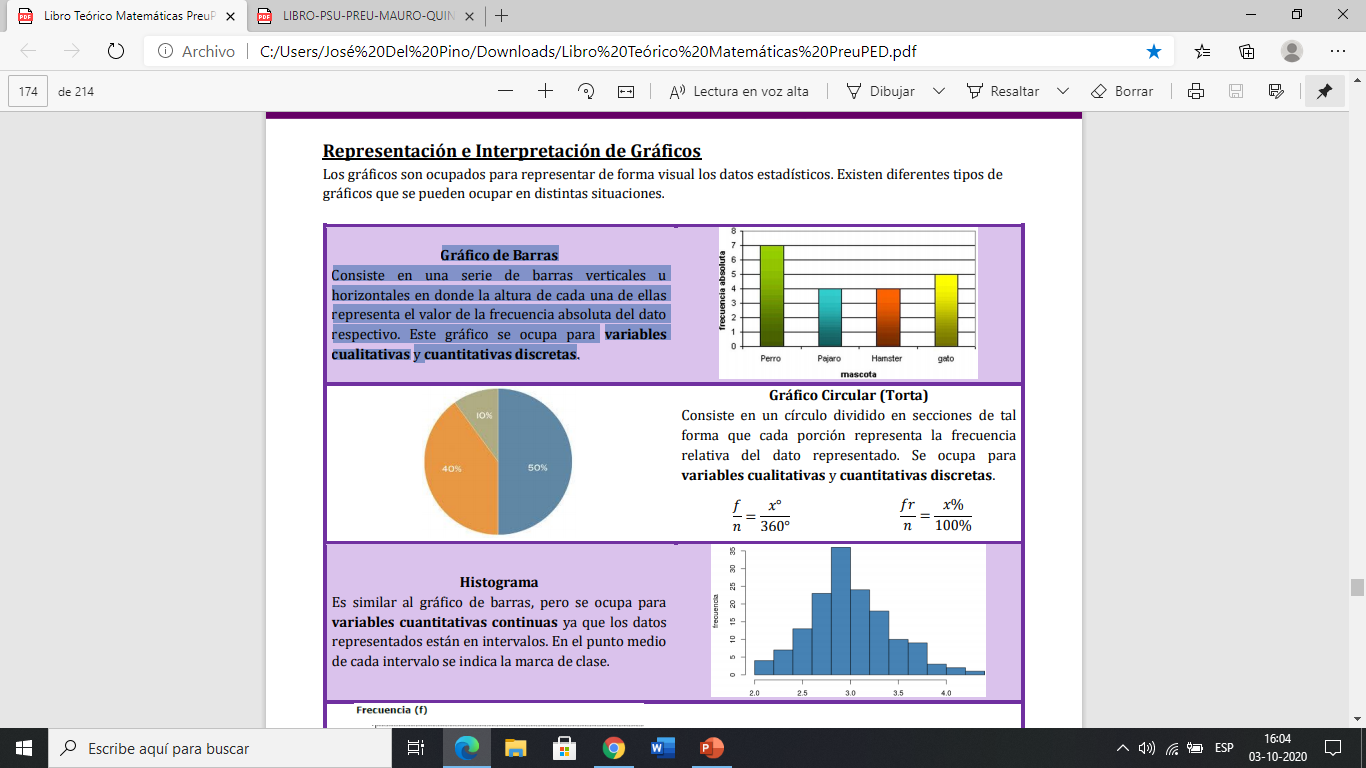 Libro Teórico Matemáticas PreuP
LIBRO-PSU-PREU-MAURO-QUIN
Archivo
C:/Users/José%20Del%20Pino/Downloads/Libro%20Teórico%20Matemáticas%20PreuPED.pdf
174 de 214
Lectura en voz alta
Dibujar
Resaltar
Borrar
Representación e Interpretación de Gráficos
Los gráficos son ocupados para representar de forma visual los datos estadísticos. Existen diferentes tipos de
gráficos que se pueden ocupar en distintas situaciones.
Gráfico de Barras
Consiste en una serie de barras verticales u
horizontales en donde la altura de cada una de ellas
representa el valor de la frecuencia absoluta del dato
respectivo. Este gráfico se ocupa para variables
cualitativas y cuantitativas discretas.
frecuencia absoluta
8
7
6
5
4
3
2
1
0
Perro Pajaro Hamster gato
mascota
10%
40%
50%
Gráfico Circular (Torta)
Consiste en un círculo dividido en secciones de tal
forma que cada porción representa la frecuencia
relativa del dato representado. Se ocupa para
variables cualitativas y cuantitativas discretas.
f/n = x°/360°
fr/n = x%/100%
Histograma
Es similar al gráfico de barras, pero se ocupa para
variables cuantitativas continuas ya que los datos
representados están en intervalos. En el punto medio
de cada intervalo se indica la marca de clase.
frecuencia
35
30
25
20
15
10
5
0
2.0 2.5 3.0 3.5 4.0
Frecuencia (f)
Escribe aquí para buscar
ESP
16:04
03-10-2020